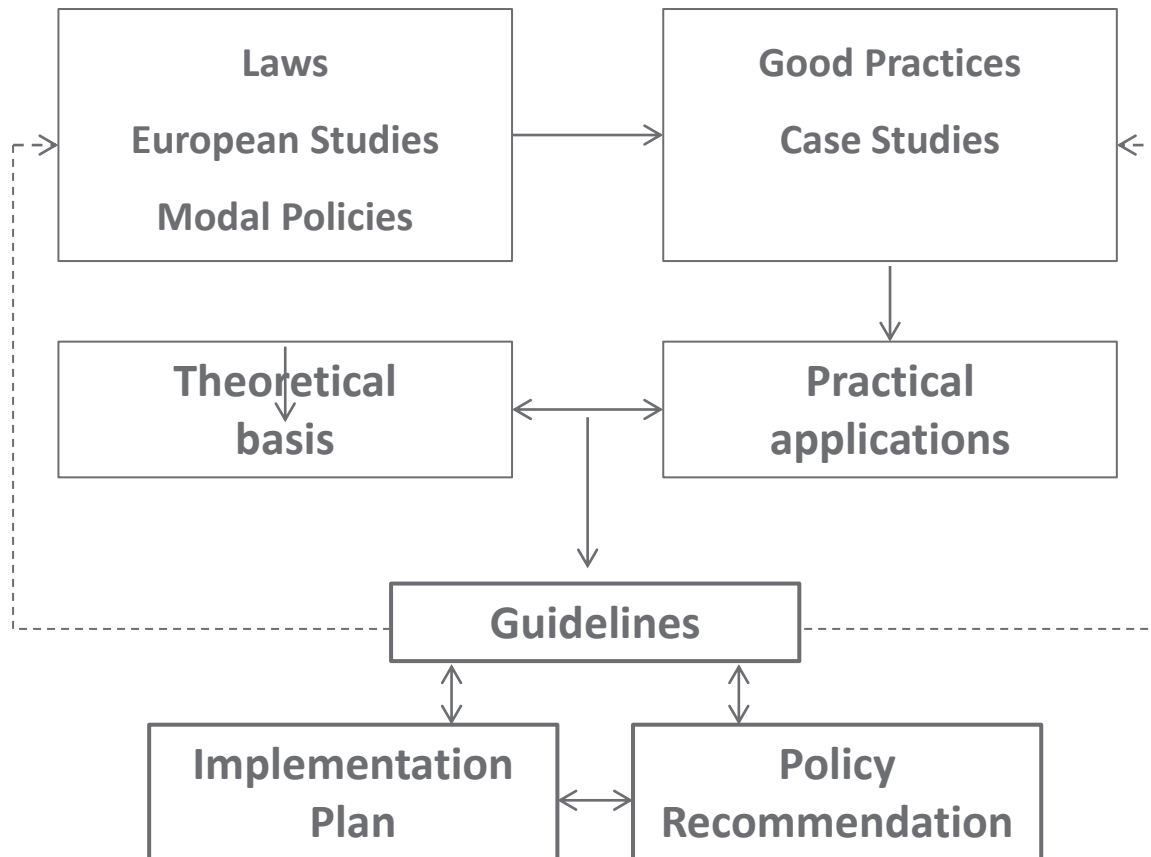 Laws
European Studies
Modal Policies
Good Practices
Case Studies
Theoretical
basis
Practical
applications
Guidelines
Implementation
Plan
Policy
Recommendation